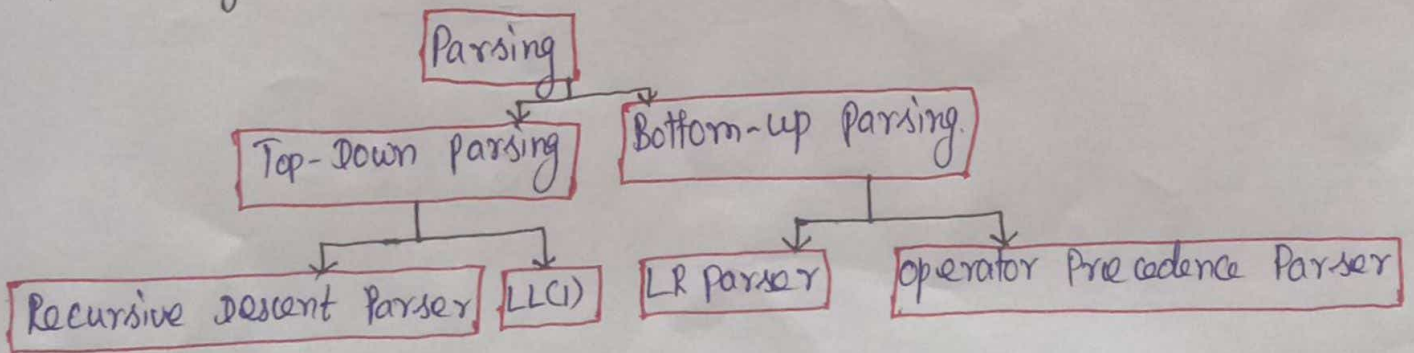 Parsing
Top-Down parsing
Bottom-up parsing.
Recursive Descent Parser
LL(1)
LR parser
operator Precedence Parser